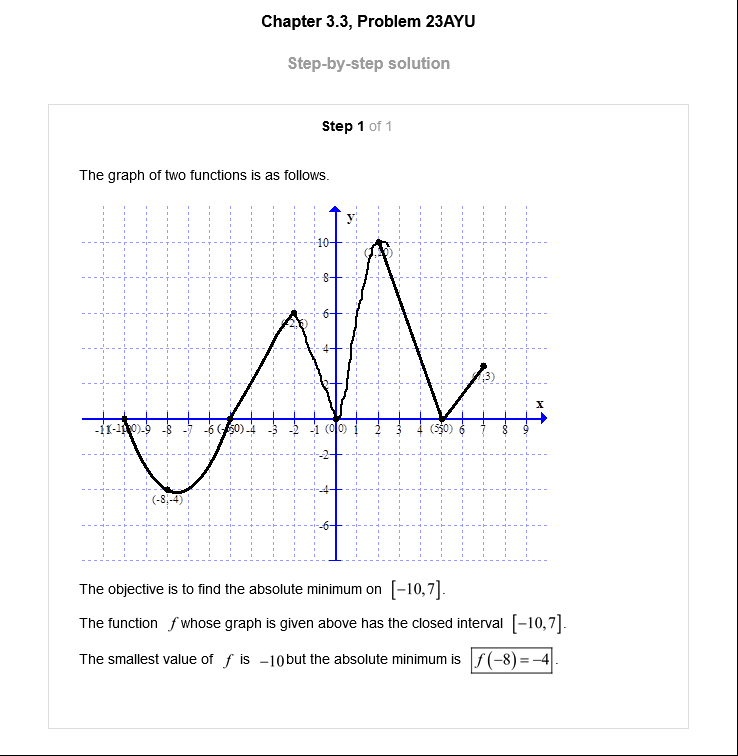 Chapter 3.3, Problem 23AYU
Step-by-step solution
Step 1 of 1
The graph of two functions is as follows.
y
10
(2,10)
8
6
(-2,6)
4
(7,3)
2
x
-9 -8 -7 -6 (-5,0) -4 -3 -2 -1 (0,0) 1 2 3 4 (5,0) 6 7 8 9
-2
-4
(-8,-4)
-6
The objective is to find the absolute minimum on [−10,7].
The function f whose graph is given above has the closed interval [−10,7].
The smallest value of f is −10 but the absolute minimum is f(−8)=−4.